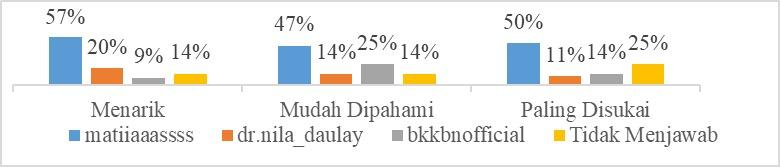 57% 20% 9% 14% 47% 14% 25% 14% 50% 11% 14% 25%
Menarik Mudah Dipahami Paling Disukai
matiiaaassss dr.nila_daulay bkkbnofficial Tidak Menjawab